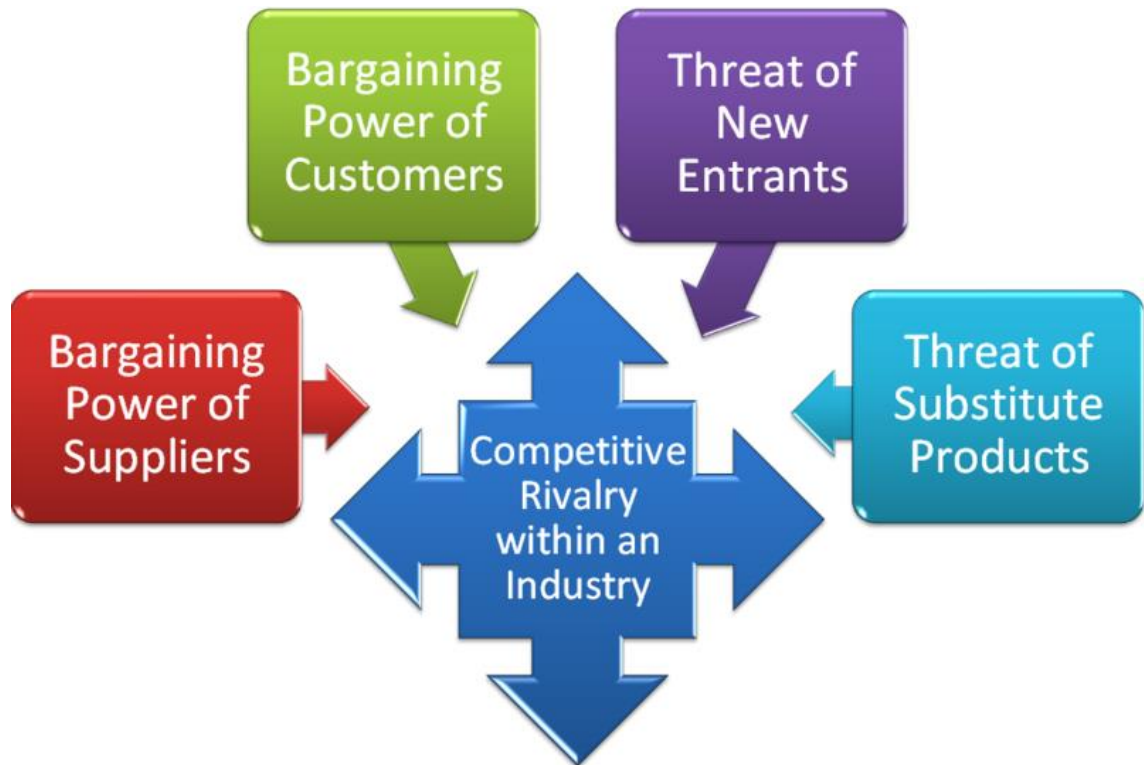 Bargaining
Power of
Customers
Threat of
New
Entrants
Bargaining
Power of
Suppliers
Competitive
Rivalry
within an
Industry
Threat of
Substitute
Products